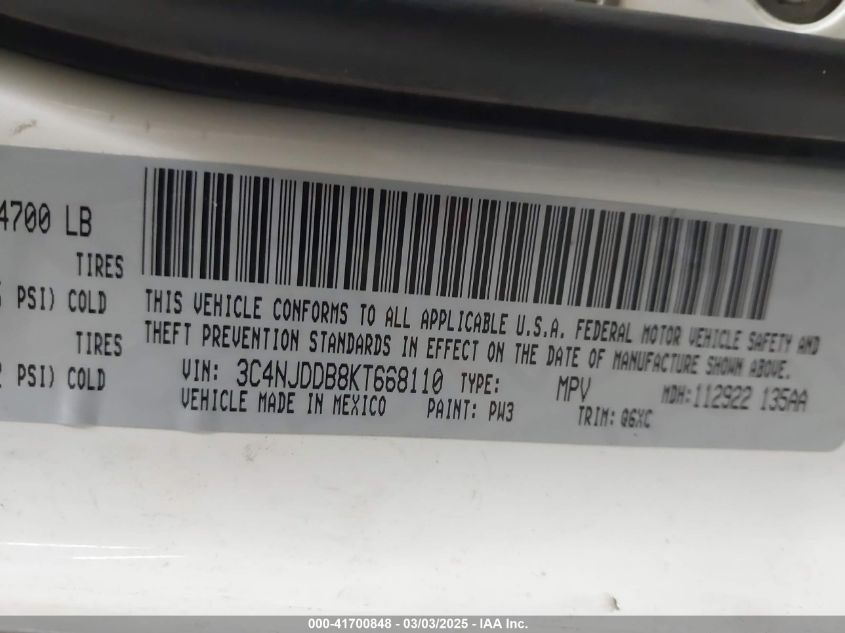 4700 LB
TIRES
PSI) COLD
TIRES
PSI) COLD
THIS VEHICLE CONFORMS TO ALL APPLICABLE U.S.A. FEDERAL MOTOR VEHICLE SAFETY AND
THEFT PREVENTION STANDARDS IN EFFECT ON THE DATE OF MANUFACTURE SHOWN ABOVE.
VIN: 3C4NJDDB8KT668110 TYPE: MPV MDH:112922 135AA
VEHICLE MADE IN MEXICO PAINT: PW3 TRIM: Q6XC
000-41700848 - 03/03/2025 - IAA Inc.